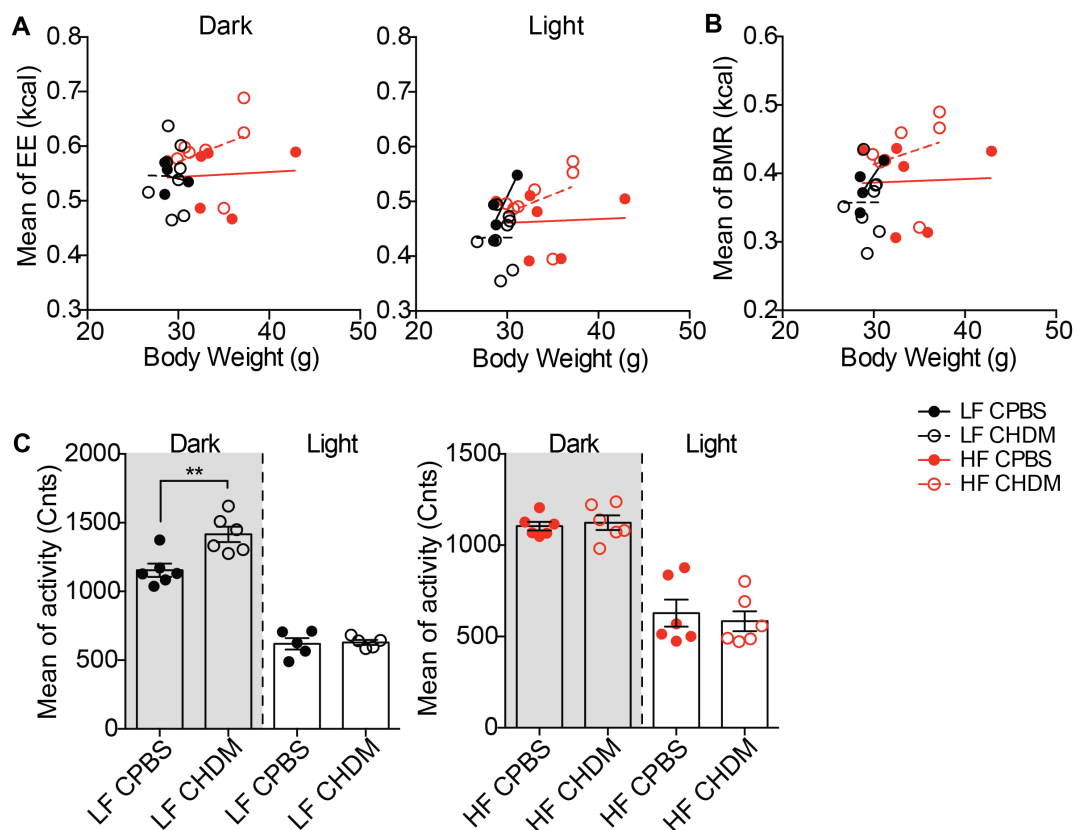 A
Dark
Light
B
Mean of EE (kcal)
0.8
0.7
0.6
0.5
0.4
0.3
20
30
40
50
Body Weight (g)
0.8
0.7
0.6
0.5
0.4
0.3
20
30
40
50
Body Weight (g)
Mean of BMR (kcal)
0.6
0.5
0.4
0.3
0.2
20
30
40
50
Body Weight (g)
LF CPBS
LF CHDM
HF CPBS
HF CHDM
C
Dark
Light
Mean of activity (Cnts)
2000
1500
1000
500
0
**
LF CPBS
LF CHDM
LF CPBS
LF CHDM
Dark
Light
Mean of activity (Cnts)
1500
1000
500
0
HF CPBS
HF CHDM
HF CPBS
HF CHDM